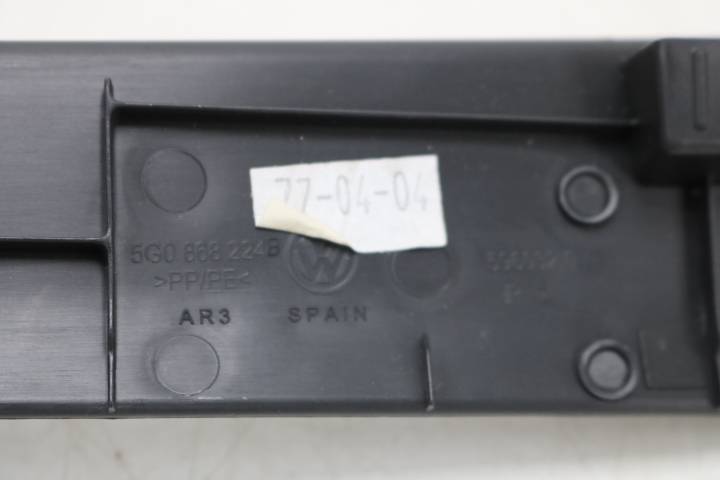 77-04-04
5G0 868 224B
>PP/PE<
AR3 SPAIN